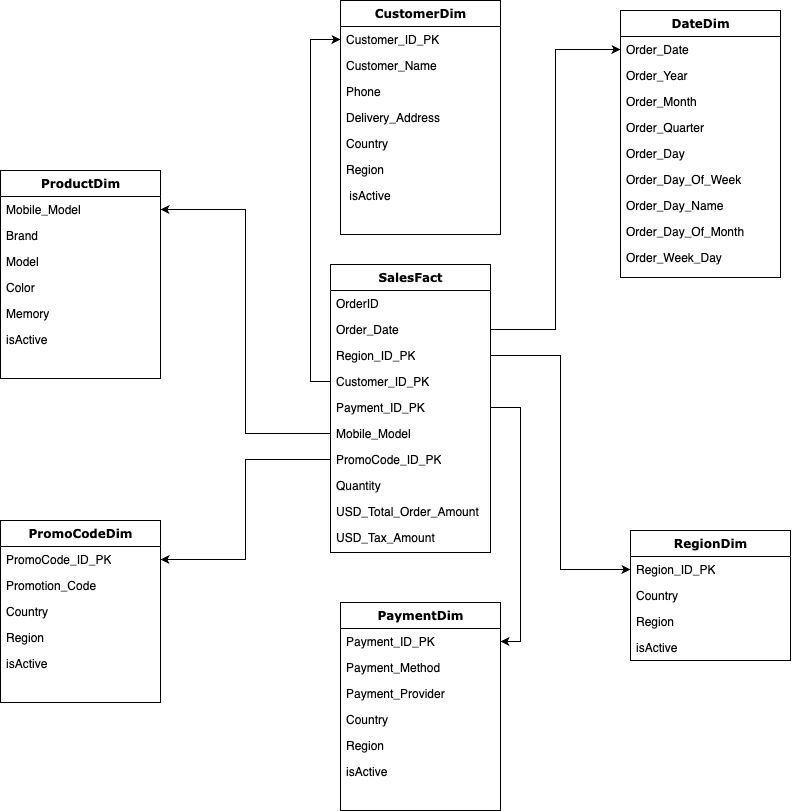 CustomerDim
Customer_ID_PK
Customer_Name
Phone
Delivery_Address
Country
Region
isActive
DateDim
Order_Date
Order_Year
Order_Month
Order_Quarter
Order_Day
Order_Day_Of_Week
Order_Day_Name
Order_Day_Of_Month
Order_Week_Day
ProductDim
Mobile_Model
Brand
Model
Color
Memory
isActive
SalesFact
OrderID
Order_Date
Region_ID_PK
Customer_ID_PK
Payment_ID_PK
Mobile_Model
PromoCode_ID_PK
Quantity
USD_Total_Order_Amount
USD_Tax_Amount
PromoCodeDim
PromoCode_ID_PK
Promotion_Code
Country
Region
isActive
RegionDim
Region_ID_PK
Country
Region
isActive
PaymentDim
Payment_ID_PK
Payment_Method
Payment_Provider
Country
Region
isActive